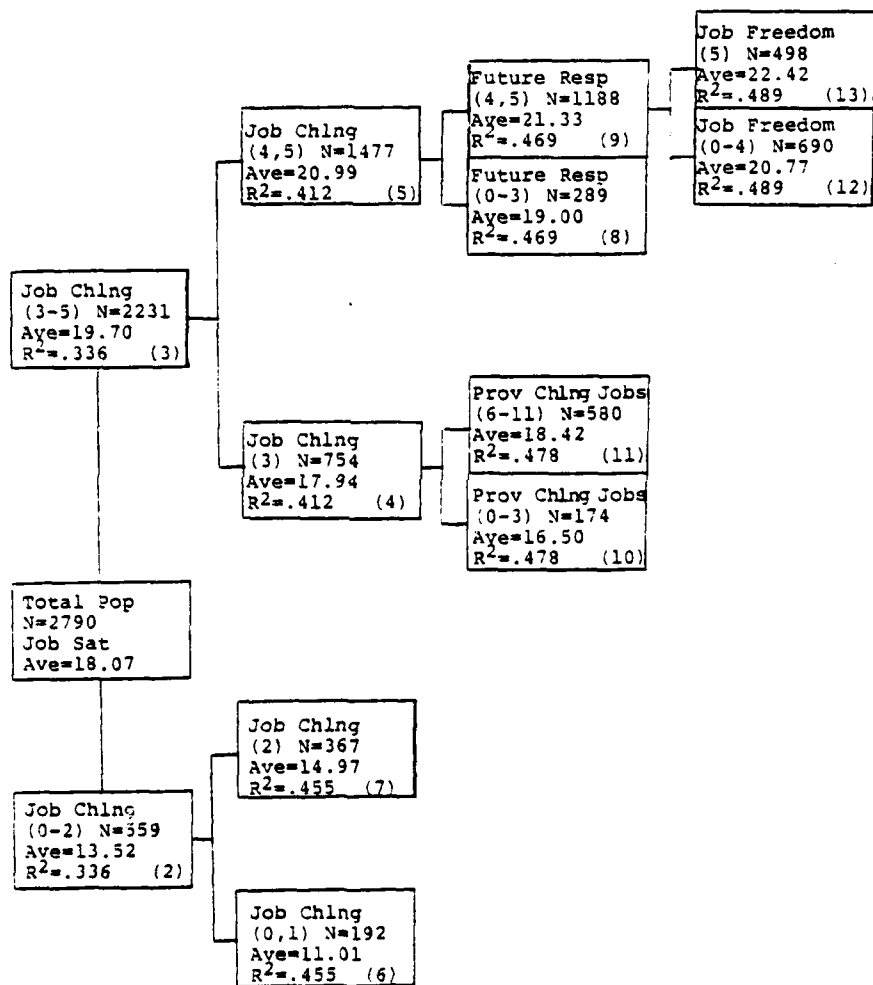 Job Freedom
(5) N=498
Ave=22.42
R²=.489 (13)
Job Freedom
(0-4) N=690
Ave=20.77
R²=.489 (12)
Future Resp
(4,5) N=1188
Ave=21.33
R²=.469 (9)
Future Resp
(0-3) N=289
Ave=19.00
R²=.469 (8)
Job Chlng
(4,5) N=1477
Ave=20.99
R²=.412 (5)
Job Chlng
(3-5) N=2231
Ave=19.70
R²=.336 (3)
Prov Chlng Jobs
(6-11) N=580
Ave=18.42
R²=.478 (11)
Prov Chlng Jobs
(0-3) N=174
Ave=16.50
R²=.478 (10)
Job Chlng
(3) N=754
Ave=17.94
R²=.412 (4)
Total Pop
N=2790
Job Sat
Ave=18.07
Job Chlng
(2) N=367
Ave=14.97
R²=.455 (7)
Job Chlng
(0-2) N=559
Ave=13.52
R²=.336 (2)
Job Chlng
(0,1) N=192
Ave=11.01
R²=.455 (6)